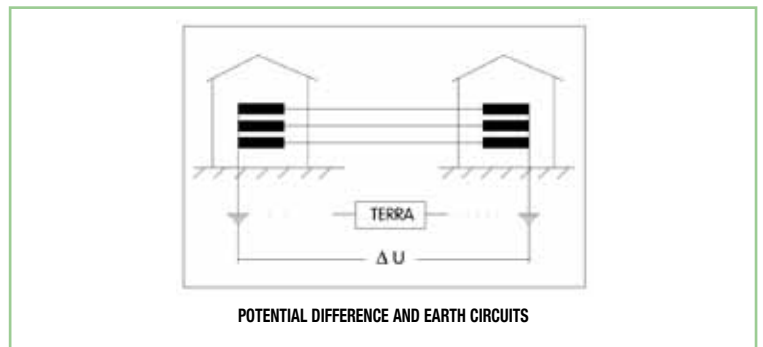 TERRA
Δ U
POTENTIAL DIFFERENCE AND EARTH CIRCUITS